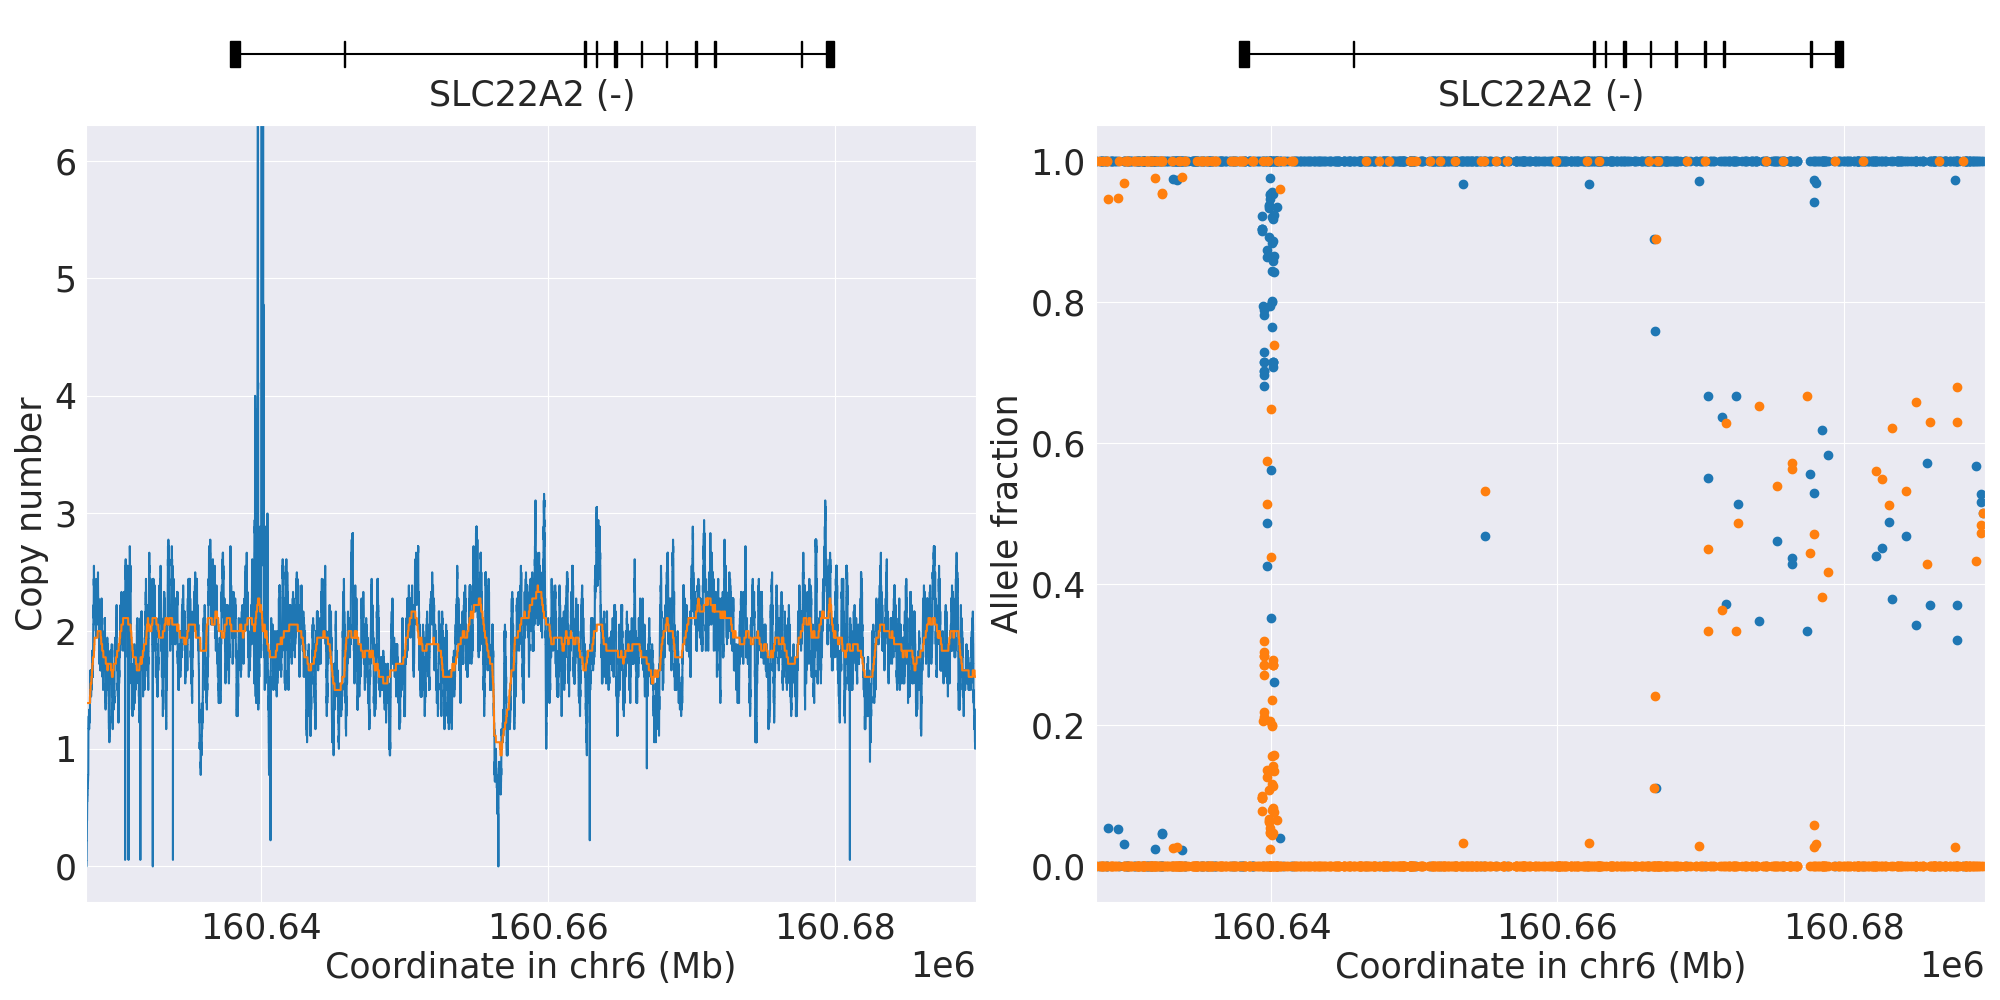 SLC22A2 (-)
SLC22A2 (-)
Copy number
6
5
4
3
2
1
0
160.64
160.66
160.68
Coordinate in chr6 (Mb)
1e6
Allele fraction
1.0
0.8
0.6
0.4
0.2
0.0
160.64
160.66
160.68
Coordinate in chr6 (Mb)
1e6